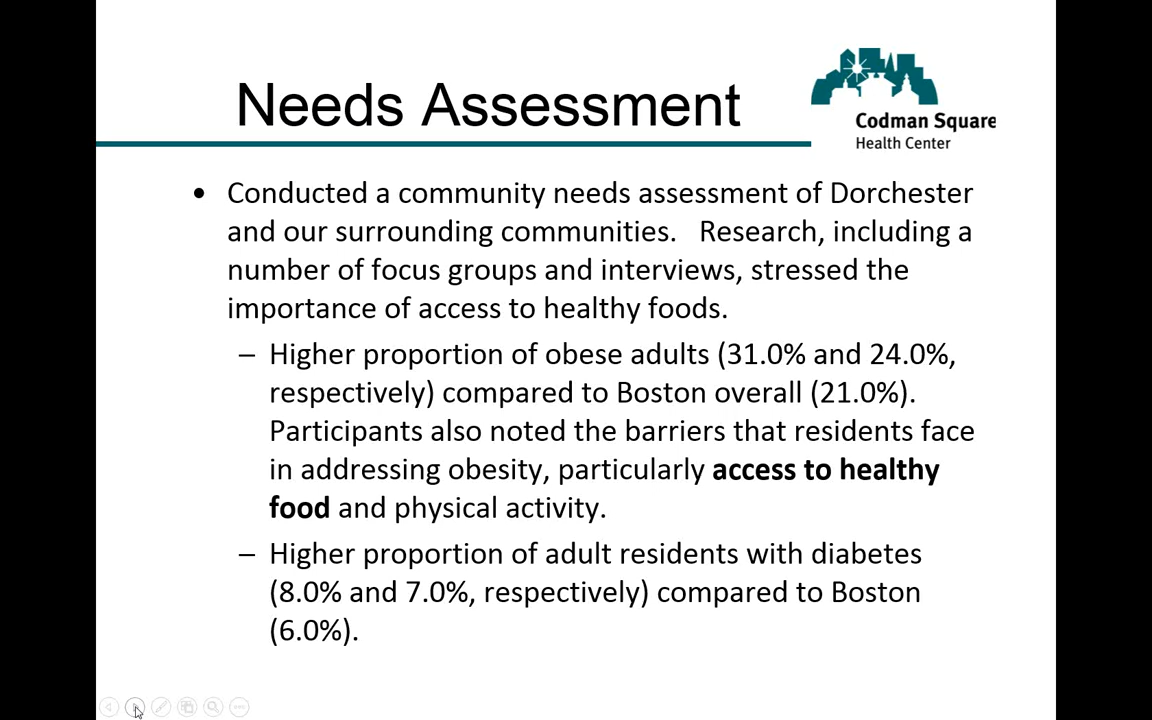 Needs Assessment
Codman Square
Health Center
• Conducted a community needs assessment of Dorchester
and our surrounding communities.   Research, including a
number of focus groups and interviews, stressed the
importance of access to healthy foods.
– Higher proportion of obese adults (31.0% and 24.0%,
respectively) compared to Boston overall (21.0%).
Participants also noted the barriers that residents face
in addressing obesity, particularly access to healthy
food and physical activity.
– Higher proportion of adult residents with diabetes
(8.0% and 7.0%, respectively) compared to Boston
(6.0%).